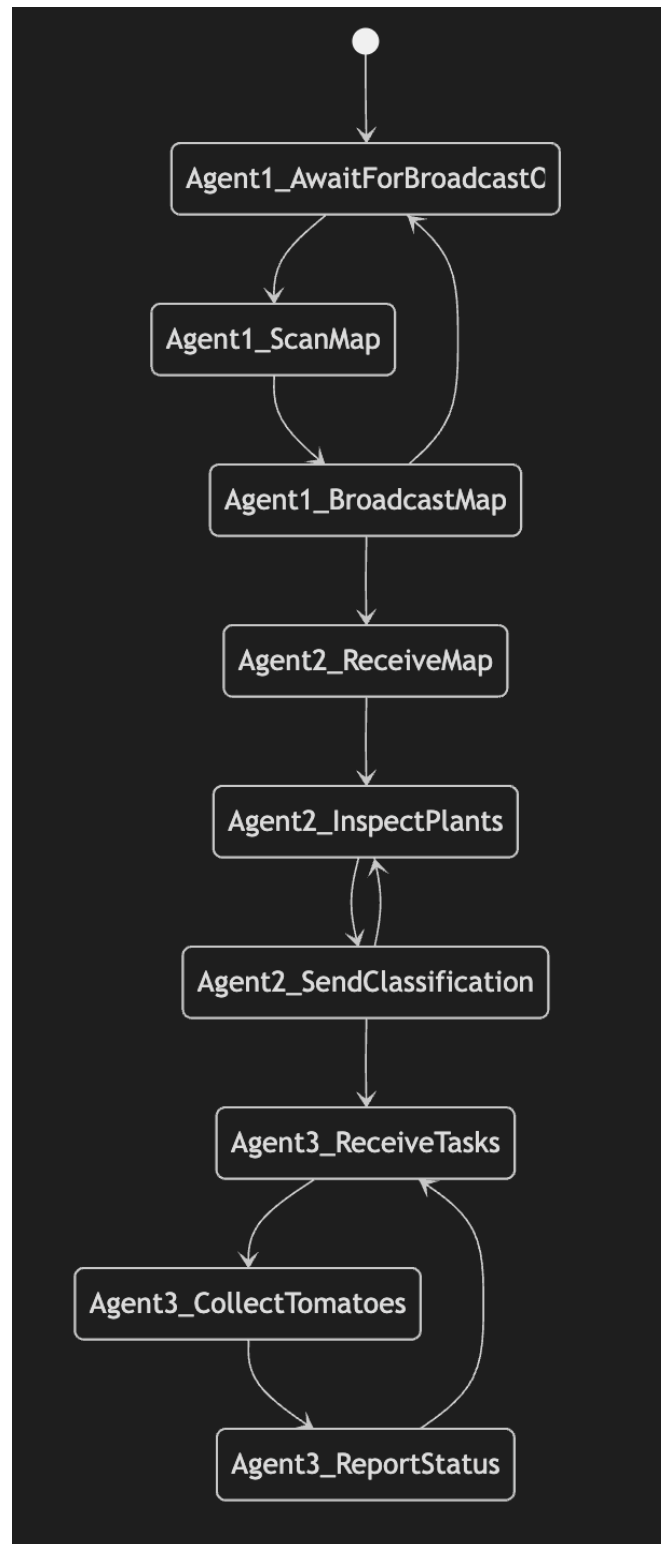 Agent1_AwaitForBroadcastC
Agent1_ScanMap
Agent1_BroadcastMap
Agent2_ReceiveMap
Agent2_InspectPlants
Agent2_SendClassification
Agent3_ReceiveTasks
Agent3_CollectTomatoes
Agent3_ReportStatus